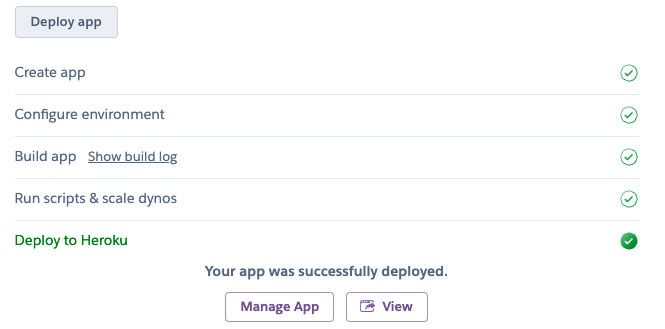 Deploy app
Create app
Configure environment
Build app Show build log
Run scripts & scale dynos
Deploy to Heroku
Your app was successfully deployed.
Manage App View